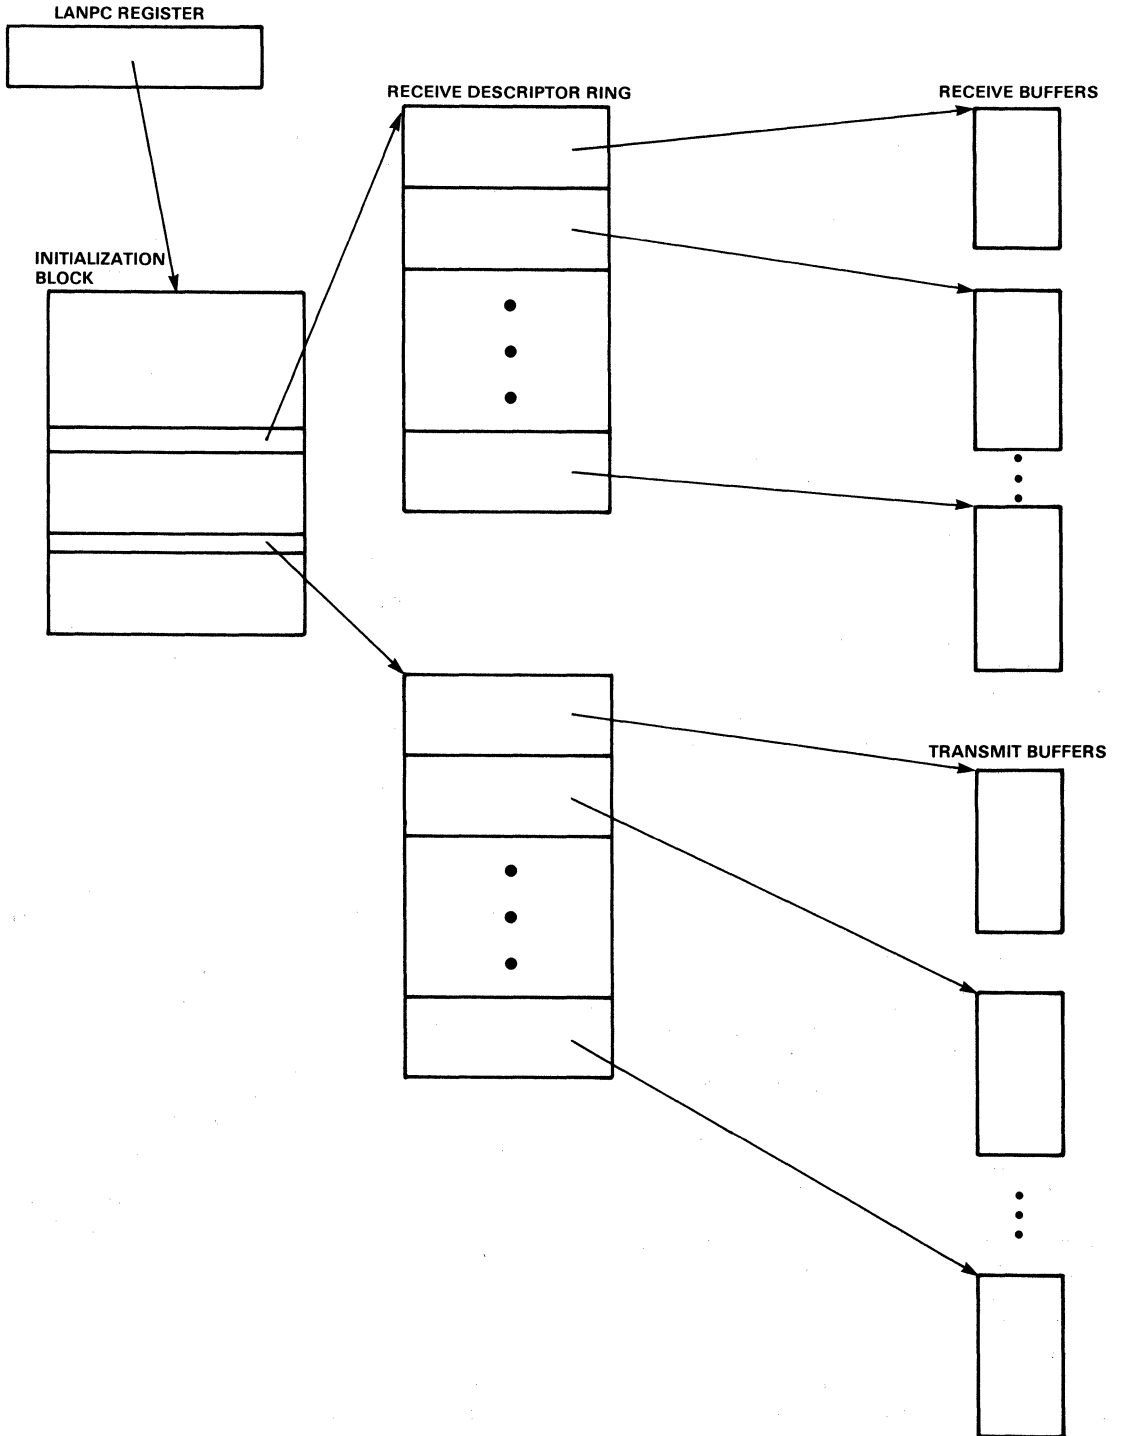 LANPC REGISTER
RECEIVE DESCRIPTOR RING
RECEIVE BUFFERS
INITIALIZATION
BLOCK
TRANSMIT BUFFERS